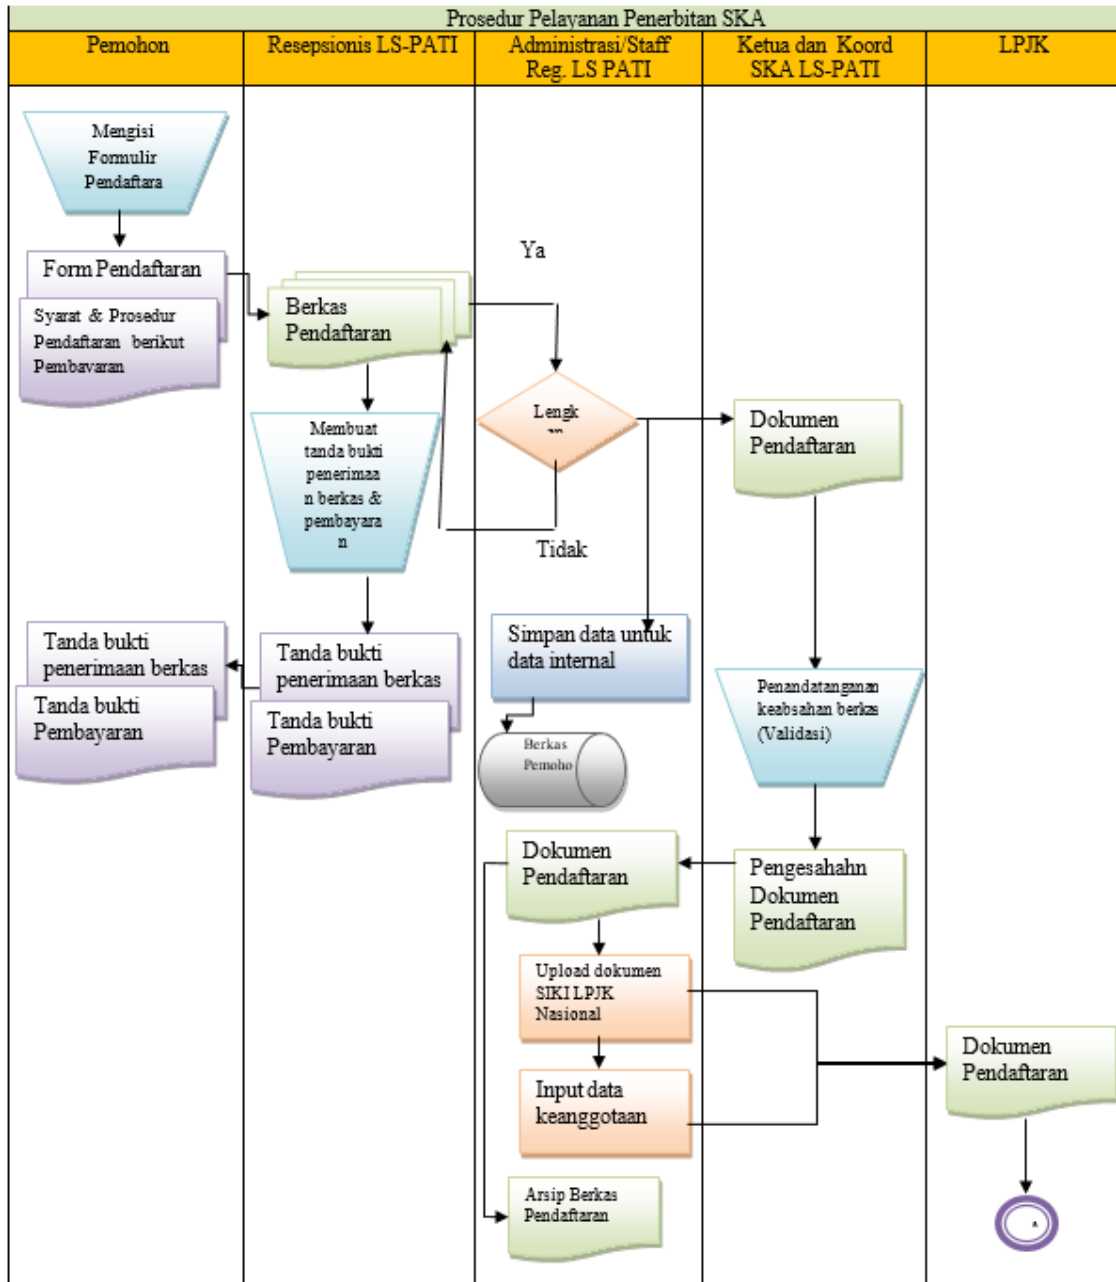 Prosedur Pelayanan Penerbitan SKA
Pemohon
Resepsionis LS-PATI
Administrasi/Staff
Reg. LS PATI
Ketua dan Koord
SKA LS-PATI
LPJK
Mengisi
Formulir
Pendaftara
Form Pendaftaran
Syarat & Prosedur
Pendaftaran berikut
Pembayaran
Berkas
Pendaftaran
Ya
Lengk
Tidak
Dokumen
Pendaftaran
Membuat
tanda bukti
penerimaa
n berkas &
pembayara
n
Tanda bukti
penerimaan berkas
Tanda bukti
Pembayaran
Tanda bukti
penerimaan berkas
Tanda bukti
Pembayaran
Simpan data untuk
data internal
Berkas
Pemoho
Penandatanganan
keabsahan berkas
(Validasi)
Dokumen
Pendaftaran
Pengesahahn
Dokumen
Pendaftaran
Upload dokumen
SIKI LPJK
Nasional
Input data
keanggotaan
Arsip Berkas
Pendaftaran
Dokumen
Pendaftaran